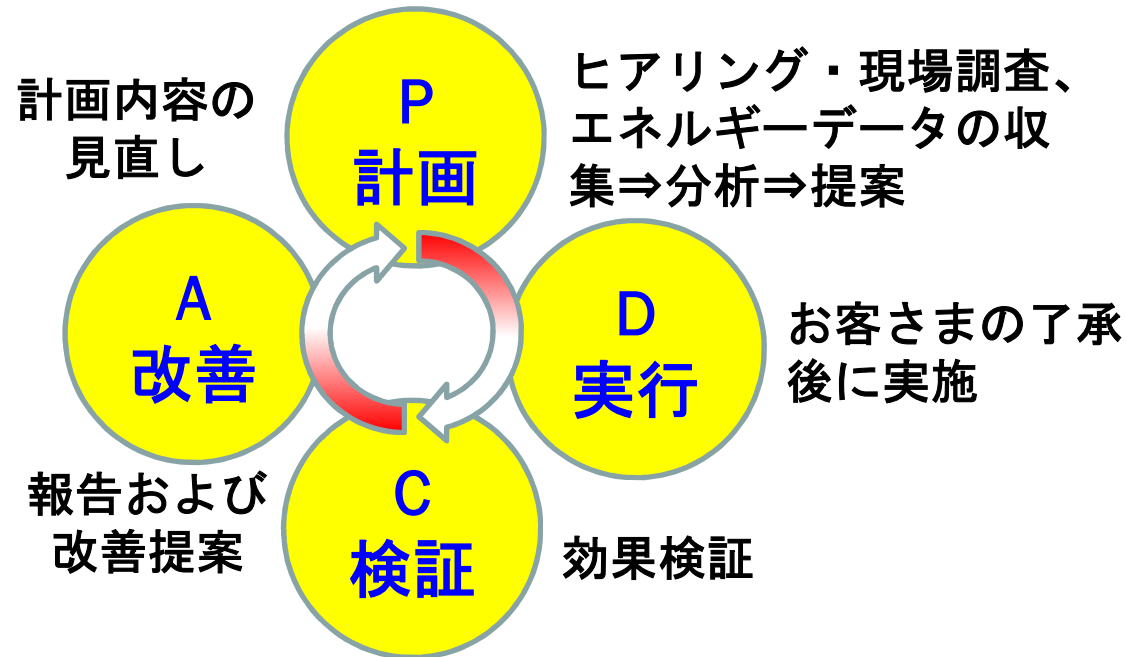 P
計画
ヒアリング・現場調査、
エネルギーデータの収
集⇒分析⇒提案
D
実行
お客さまの了承
後に実施
C
検証
効果検証
A
改善
報告および
改善提案
計画内容の
見直し